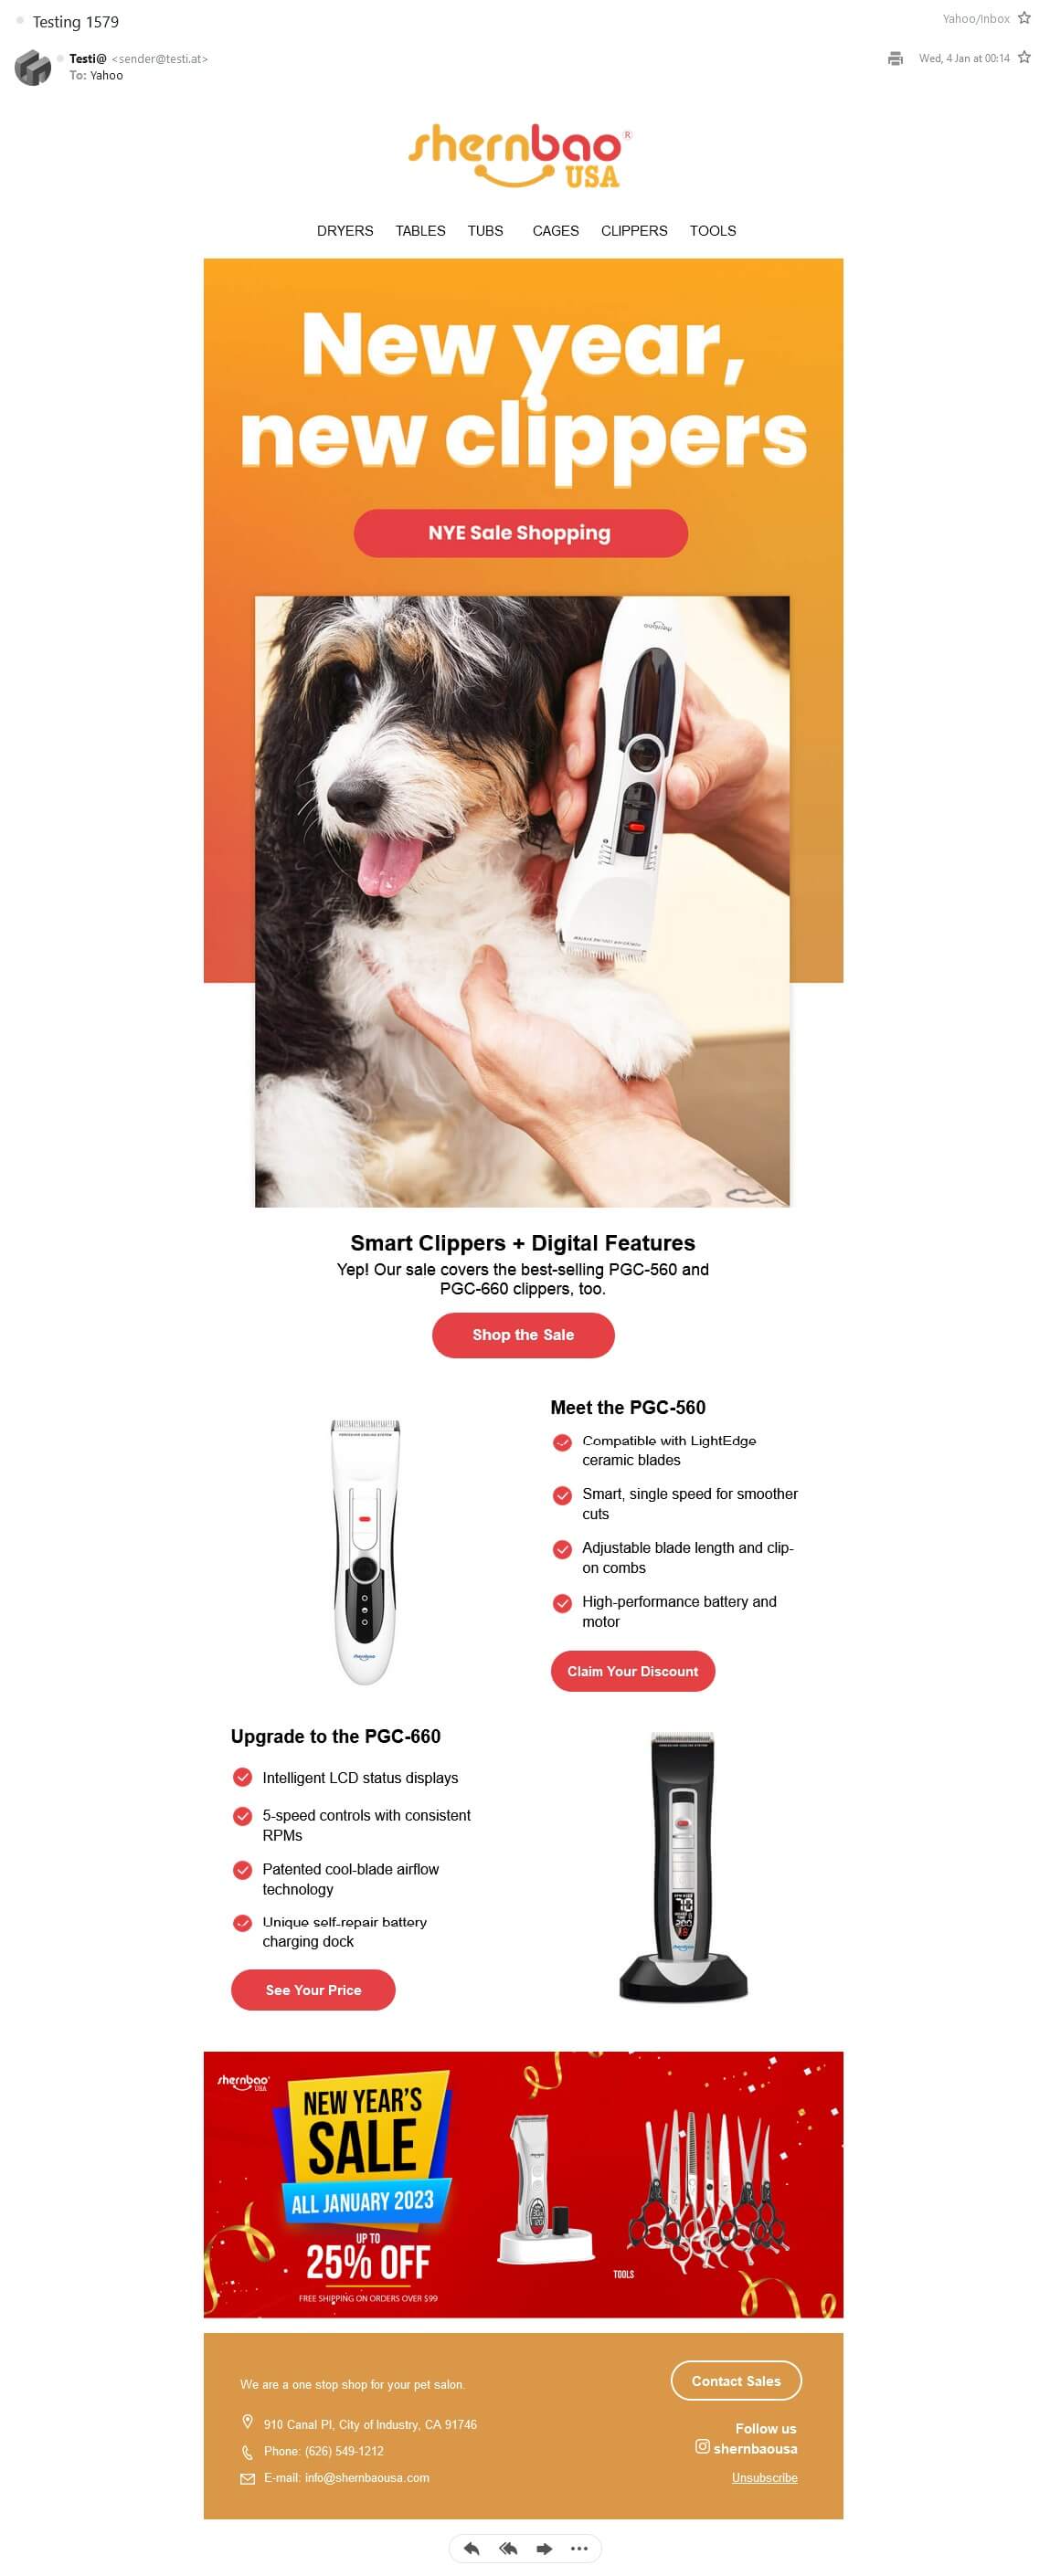 Testing 1579
Yahoo/Inbox
Testi@ <sender@testi.at>
Wed, 4 Jan at 00:14
To: Yahoo
shernbao®
USA
DRYERS TABLES TUBS CAGES CLIPPERS TOOLS
New year,
new clippers
NYE Sale Shopping
shernbao
Smart Clippers + Digital Features
Yep! Our sale covers the best-selling PGC-560 and
PGC-660 clippers, too.
Shop the Sale
Meet the PGC-560
Compatible with LightEdge
ceramic blades
Smart, single speed for smoother
cuts
Adjustable blade length and clip-
on combs
High-performance battery and
motor
Claim Your Discount
shernbao
Upgrade to the PGC-660
Intelligent LCD status displays
5-speed controls with consistent
RPMs
Patented cool-blade airflow
technology
Unique self-repair battery
charging dock
See Your Price
shernbao
shernbao
USA
NEW YEAR'S
SALE
ALL JANUARY 2023
UP TO
25% OFF
FREE SHIPPING ON ORDERS OVER $99
TOOLS
We are a one stop shop for your pet salon.
910 Canal Pl, City of Industry, CA 91746
Phone: (626) 549-1212
E-mail: info@shernbaousa.com
Contact Sales
Follow us
shernbaousa
Unsubscribe